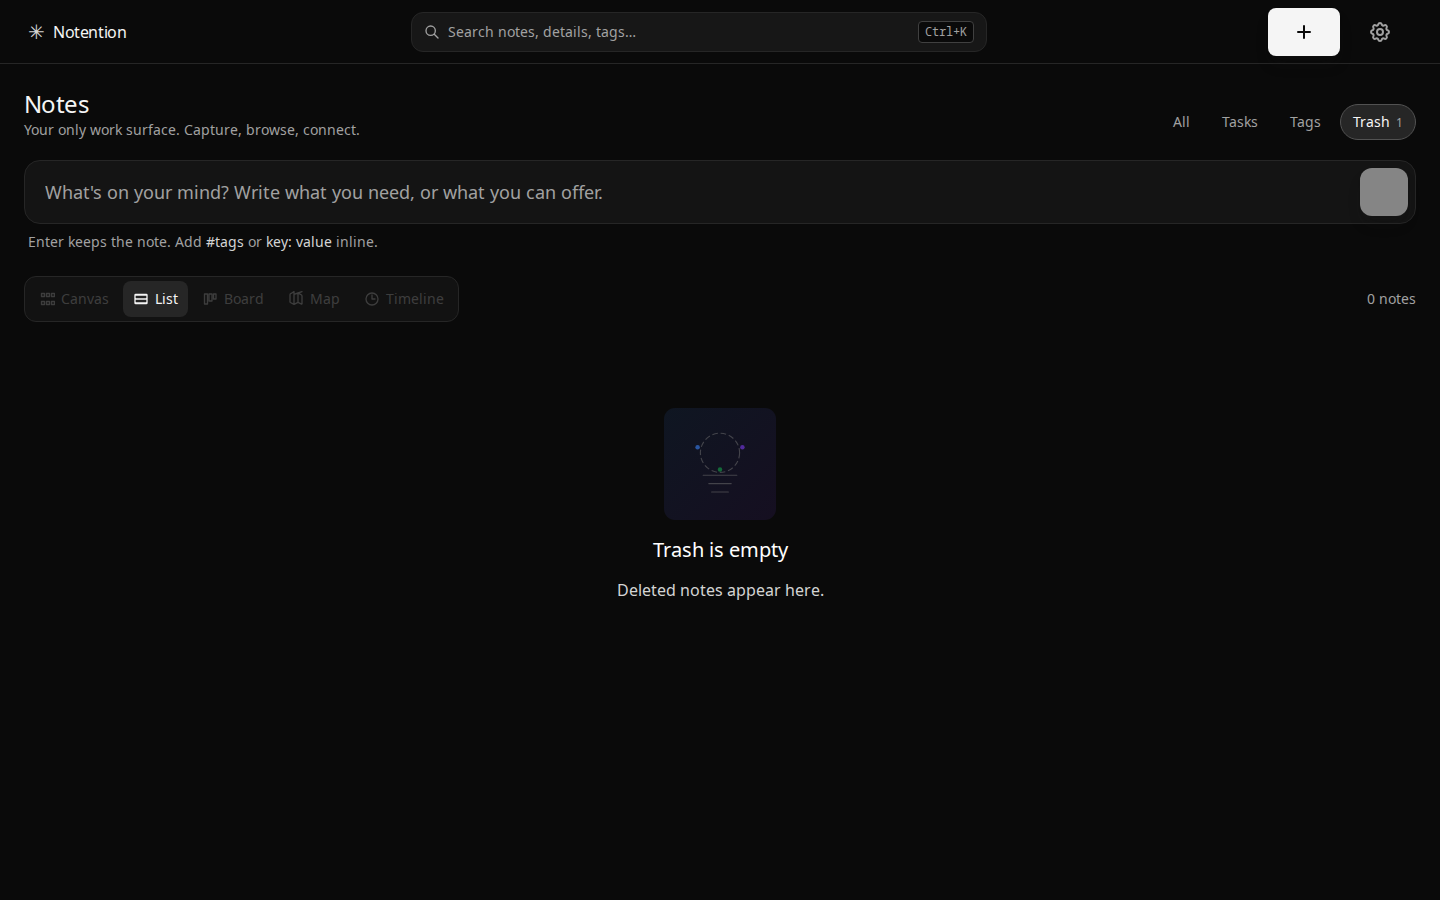 Notention
Search notes, details, tags... Ctrl+K
Notes
Your only work surface. Capture, browse, connect.
All Tasks Tags Trash 1
What's on your mind? Write what you need, or what you can offer.
Enter keeps the note. Add #tags or key: value inline.
Canvas List Board Map Timeline
0 notes
Trash is empty
Deleted notes appear here.